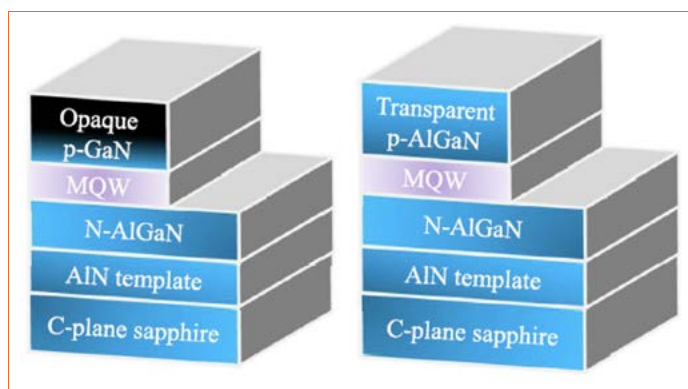 Opaque
p-GaN
MQW
N-AlGaN
AlN template
C-plane sapphire
Transparent
p-AlGaN
MQW
N-AlGaN
AlN template
C-plane sapphire